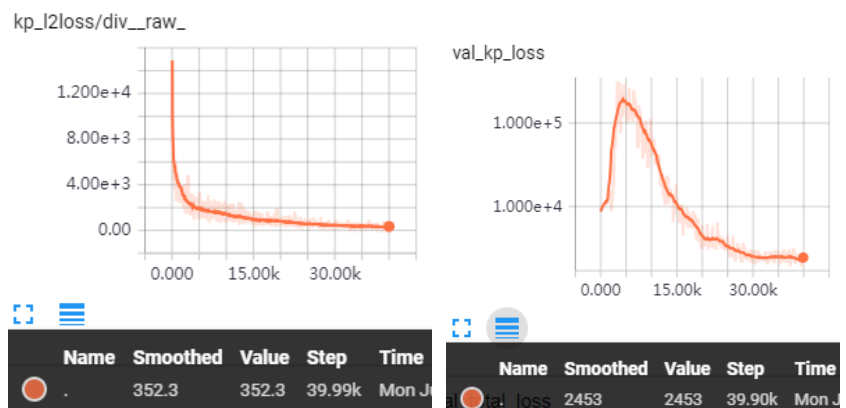 kp_l2loss/div__raw_
1.200e+4
8.00e+3
4.00e+3
0.00
0.000 15.00k 30.00k
Name Smoothed Value Step Time
. 352.3 352.3 39.99k Mon Ju
val_kp_loss
1.000e+5
1.000e+4
0.000 15.00k 30.00k
Name Smoothed Value Step Time
. 2453 2453 39.90k Mon J
al_total_loss